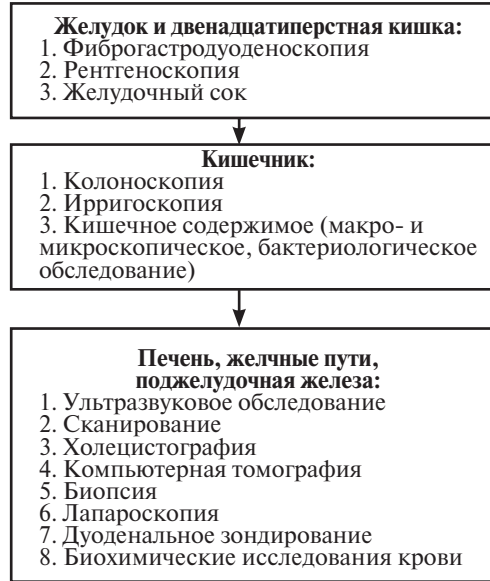 Желудок и двенадцатиперстная кишка:
1. Фиброгастродуоденоскопия
2. Рентгеноскопия
3. Желудочный сок
Кишечник:
1. Колоноскопия
2. Ирригоскопия
3. Кишечное содержимое (макро- и
микроскопическое, бактериологическое
обследование)
Печень, желчные пути,
поджелудочная железа:
1. Ультразвуковое обследование
2. Сканирование
3. Холецистография
4. Компьютерная томография
5. Биопсия
6. Лапароскопия
7. Дуоденальное зондирование
8. Биохимические исследования крови